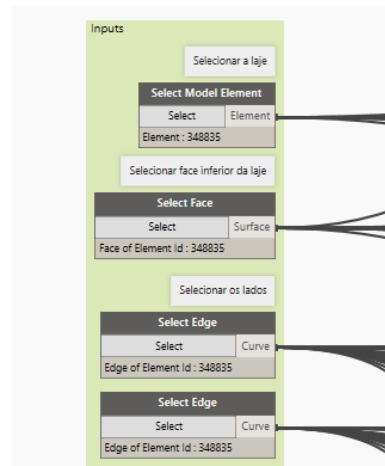 Inputs
Selecionar a laje
Select Model Element
Select Element
Element : 348835
Selecionar face inferior da laje
Select Face
Select Surface
Face of Element Id : 348835
Selecionar os lados
Select Edge
Select Curve
Edge of Element Id : 348835
Select Edge
Select Curve
Edge of Element Id : 348835